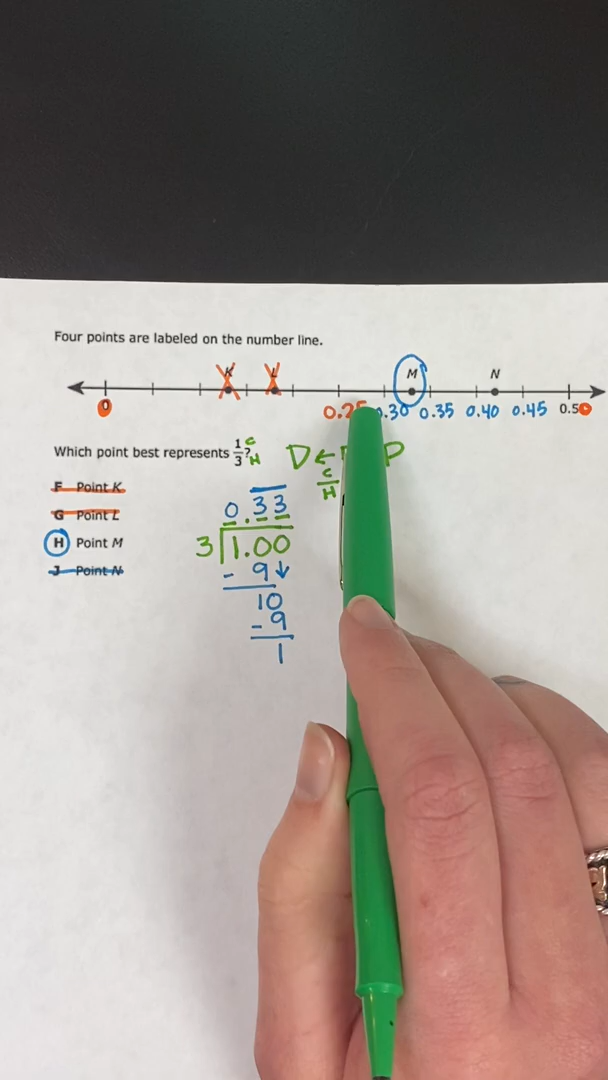 Four points are labeled on the number line.
K L M N
0 0.25 0.30 0.35 0.40 0.45 0.50
Which point best represents 1/3? C H
D ← P
C/H
F Point K
G Point L
H Point M
J Point N
0.33
3 1.00
- 9 ↓
10
- 9
1